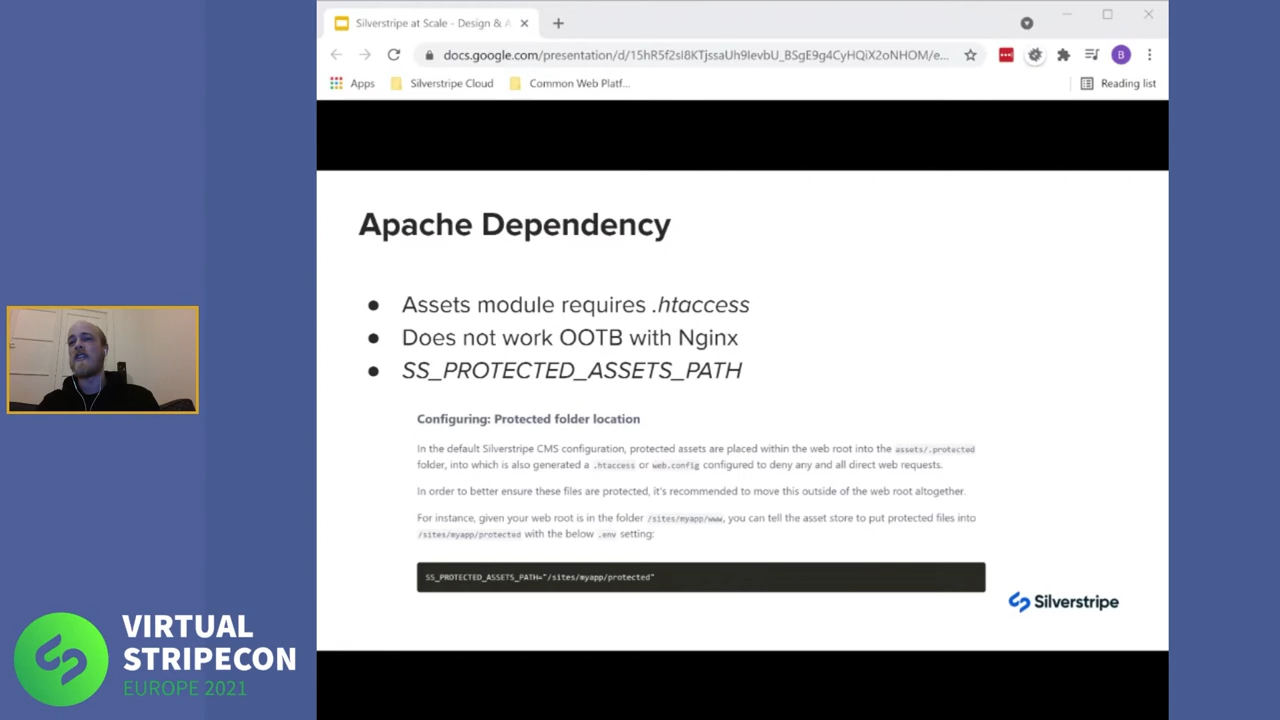 Silverstripe at Scale - Design & A
docs.google.com/presentation/d/15hR5f2sI8KTjssaUh9IevbU_BSgE9g4CyHQiX2oNHOM/e...
B
Apps
Silverstripe Cloud
Common Web Platf...
Reading list
Apache Dependency
● Assets module requires .htaccess
● Does not work OOTB with Nginx
● SS_PROTECTED_ASSETS_PATH
Configuring: Protected folder location
In the default Silverstripe CMS configuration, protected assets are placed within the web root into the assets/.protected
folder, into which is also generated a .htaccess or web.config configured to deny any and all direct web requests.
In order to better ensure these files are protected, it's recommended to move this outside of the web root altogether.
For instance, given your web root is in the folder /sites/myapp/www, you can tell the asset store to put protected files into
/sites/myapp/protected with the below .env setting:
SS_PROTECTED_ASSETS_PATH="/sites/myapp/protected"
Silverstripe
VIRTUAL
STRIPECON
EUROPE 2021